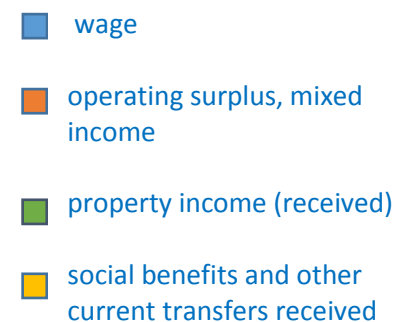 wage
operating surplus, mixed
income
property income (received)
social benefits and other
current transfers received